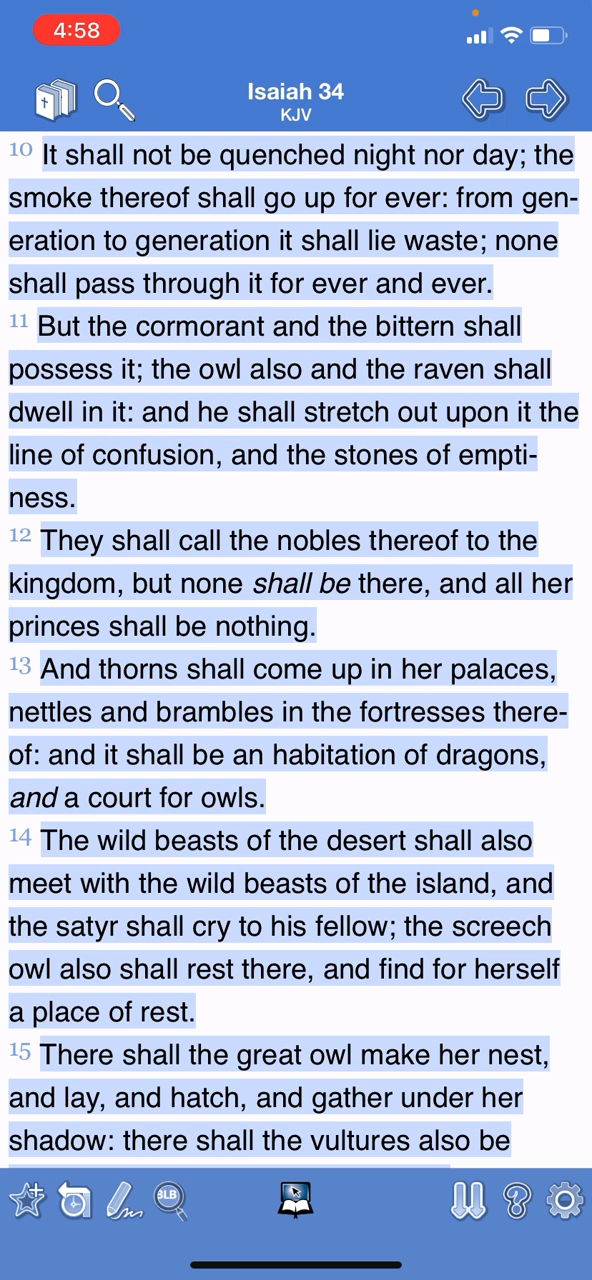 4:58
Isaiah 34
KJV
10 It shall not be quenched night nor day; the
smoke thereof shall go up for ever: from gen-
eration to generation it shall lie waste; none
shall pass through it for ever and ever.
11 But the cormorant and the bittern shall
possess it; the owl also and the raven shall
dwell in it: and he shall stretch out upon it the
line of confusion, and the stones of empti-
ness.
12 They shall call the nobles thereof to the
kingdom, but none shall be there, and all her
princes shall be nothing.
13 And thorns shall come up in her palaces,
nettles and brambles in the fortresses there-
of: and it shall be an habitation of dragons,
and a court for owls.
14 The wild beasts of the desert shall also
meet with the wild beasts of the island, and
the satyr shall cry to his fellow; the screech
owl also shall rest there, and find for herself
a place of rest.
15 There shall the great owl make her nest,
and lay, and hatch, and gather under her
shadow: there shall the vultures also be
BLB